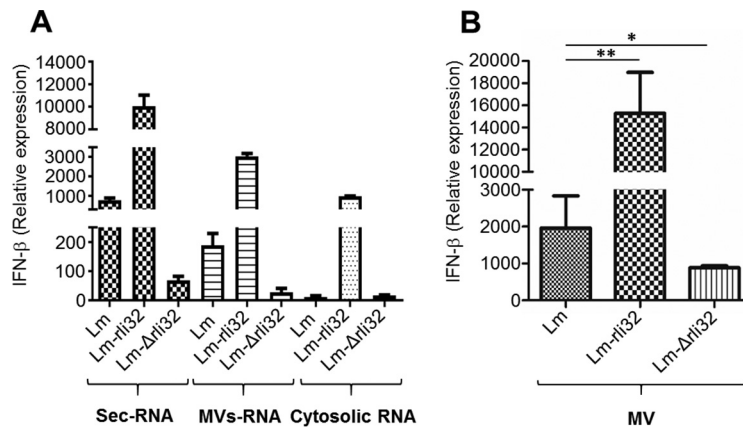 A
IFN-β (Relative expression)
14000
12000
10000
8000
3000
2000
1000
200
100
0
Lm
Lm-rli32
Lm-Δrli32
Lm
Lm-rli32
Lm-Δrli32
Lm
Lm-rli32
Lm-Δrli32
Sec-RNA
MVs-RNA
Cytosolic RNA
B
IFN-β (Relative expression)
20000
18000
16000
14000
12000
10000
3000
2000
1000
0
*
**
Lm
Lm-rli32
Lm-Δrli32
MV